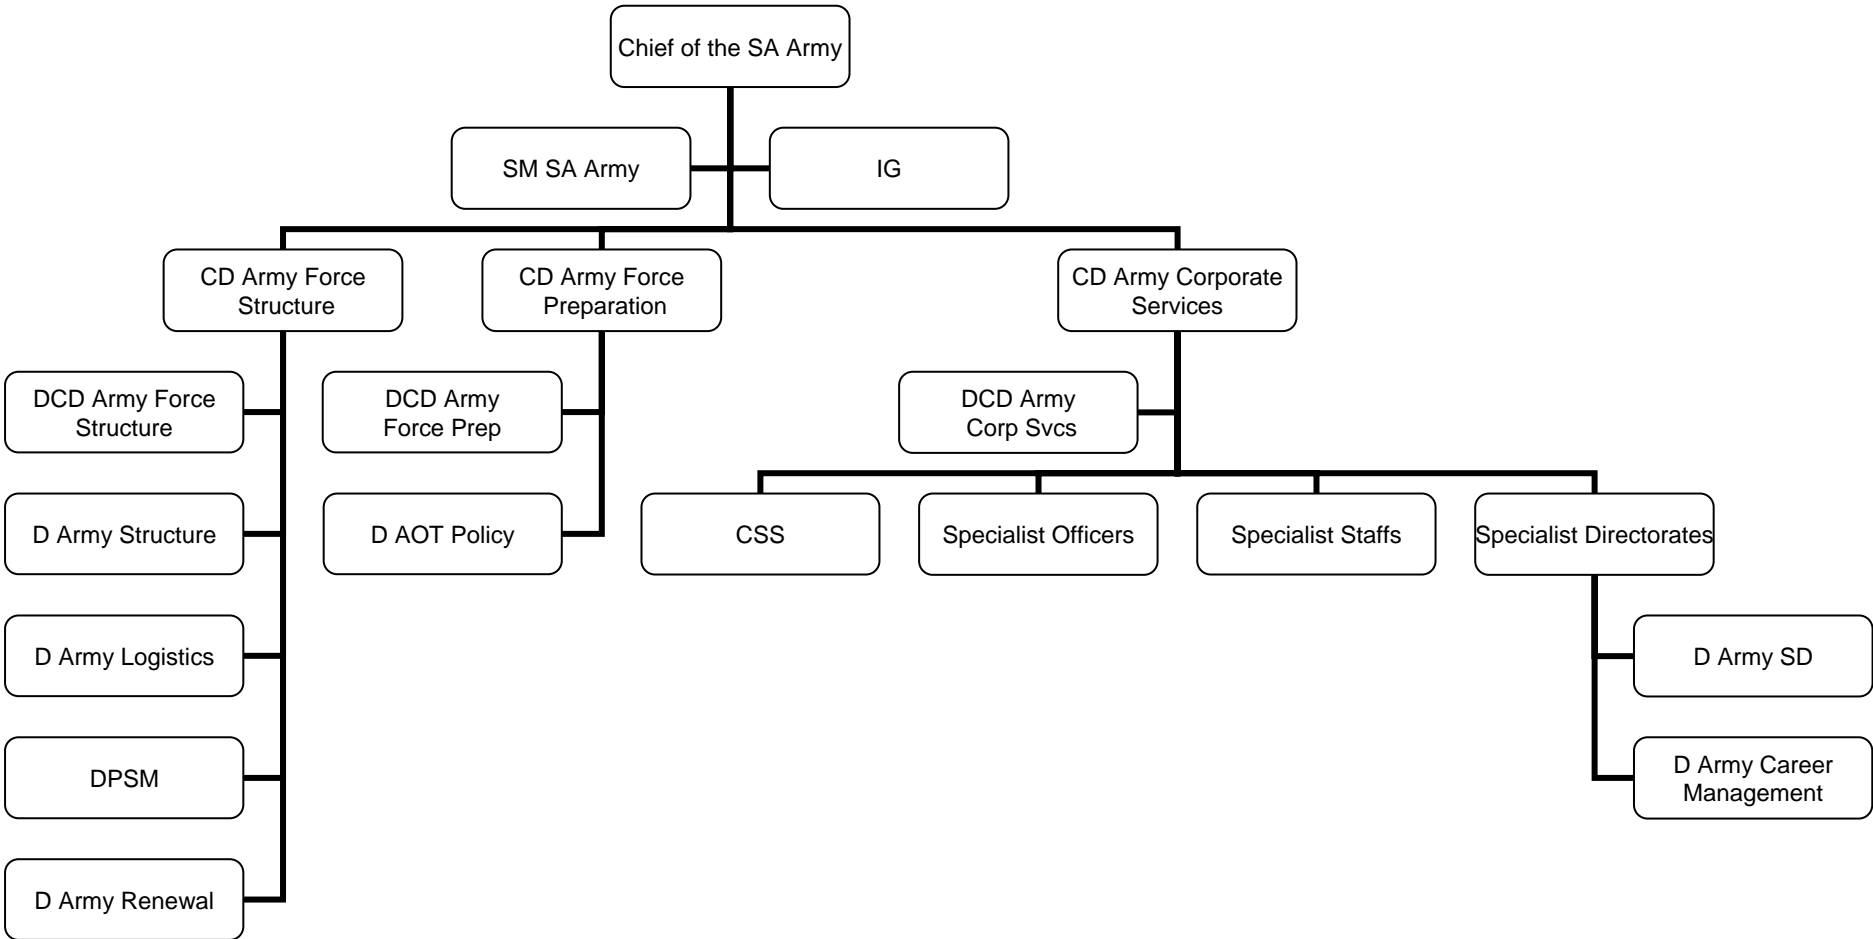 Chief of the SA Army
SM SA Army
IG
CD Army Force
Structure
CD Army Force
Preparation
CD Army Corporate
Services
DCD Army Force
Structure
DCD Army
Force Prep
DCD Army
Corp Svcs
D Army Structure
D AOT Policy
CSS
Specialist Officers
Specialist Staffs
Specialist Directorates
D Army Logistics
D Army SD
DPSM
D Army Career
Management
D Army Renewal